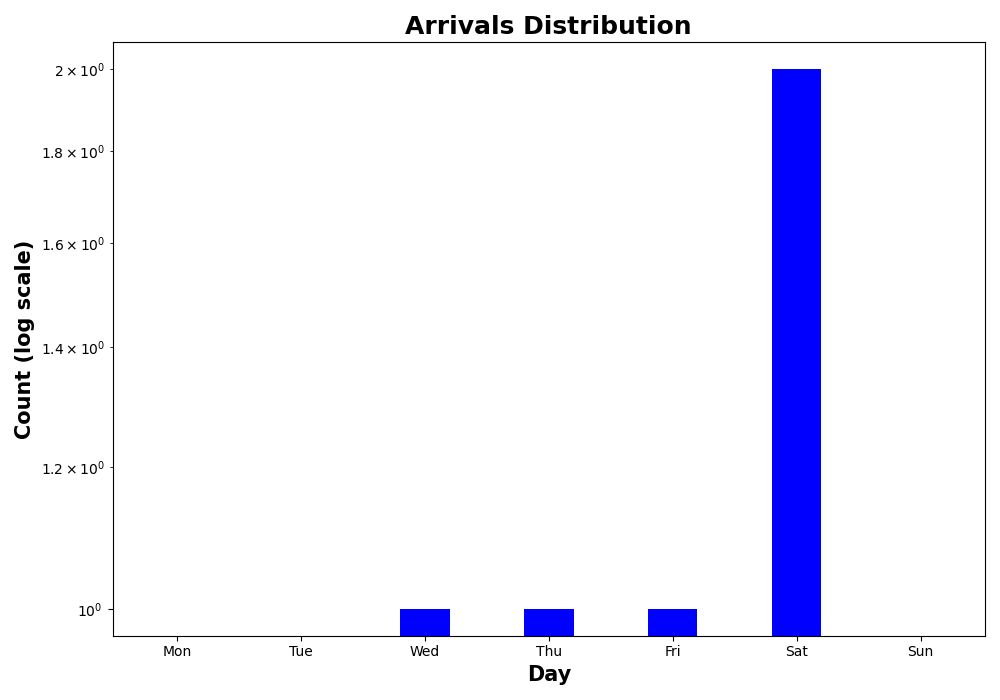 Arrivals Distribution
Count (log scale)
2 × 10⁰
1.8 × 10⁰
1.6 × 10⁰
1.4 × 10⁰
1.2 × 10⁰
10⁰
Mon Tue Wed Thu Fri Sat Sun
Day